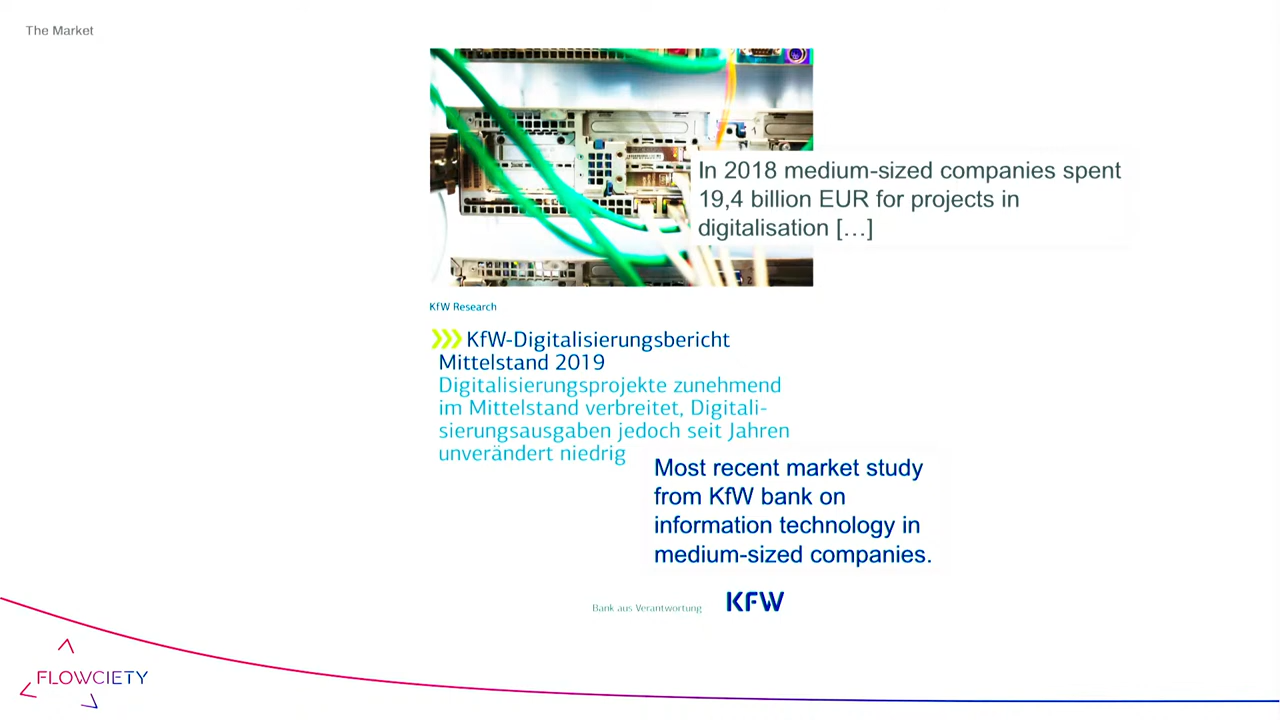 The Market
In 2018 medium-sized companies spent
19,4 billion EUR for projects in
digitalisation […]
KfW Research
KfW-Digitalisierungsbericht
Mittelstand 2019
Digitalisierungsprojekte zunehmend
im Mittelstand verbreitet, Digitali-
sierungsausgaben jedoch seit Jahren
unverändert niedrig
Most recent market study
from KfW bank on
information technology in
medium-sized companies.
Bank aus Verantwortung
KFW
FLOWCIETY